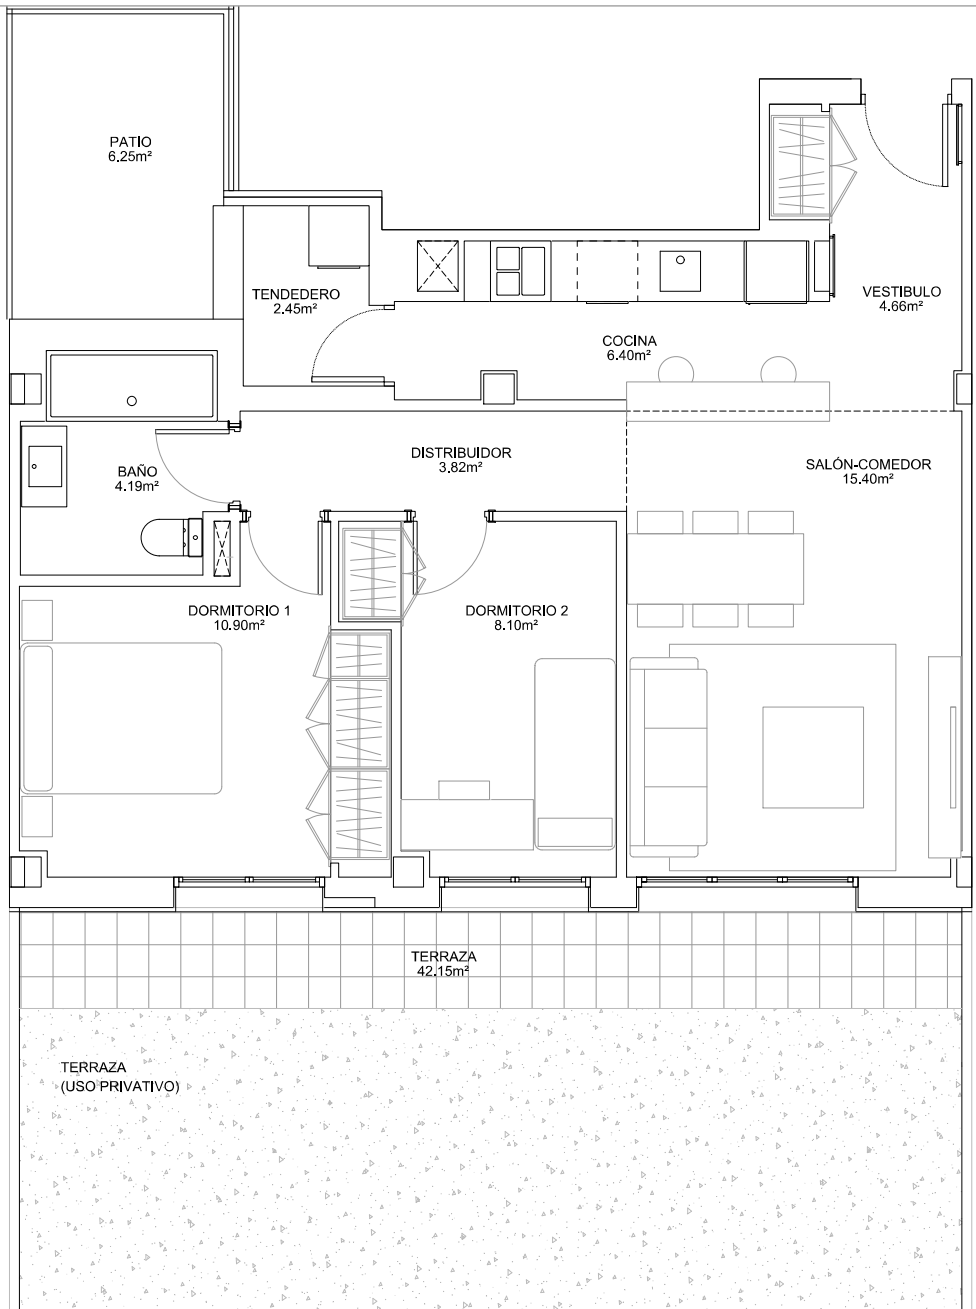 PATIO
6.25m²
TENDEDERO
2.45m²
VESTIBULO
4.66m²
COCINA
6.40m²
DISTRIBUIDOR
3.82m²
SALÓN-COMEDOR
15.40m²
BAÑO
4.19m²
DORMITORIO 1
10.90m²
DORMITORIO 2
8.10m²
TERRAZA
42.15m²
TERRAZA
(USO PRIVATIVO)